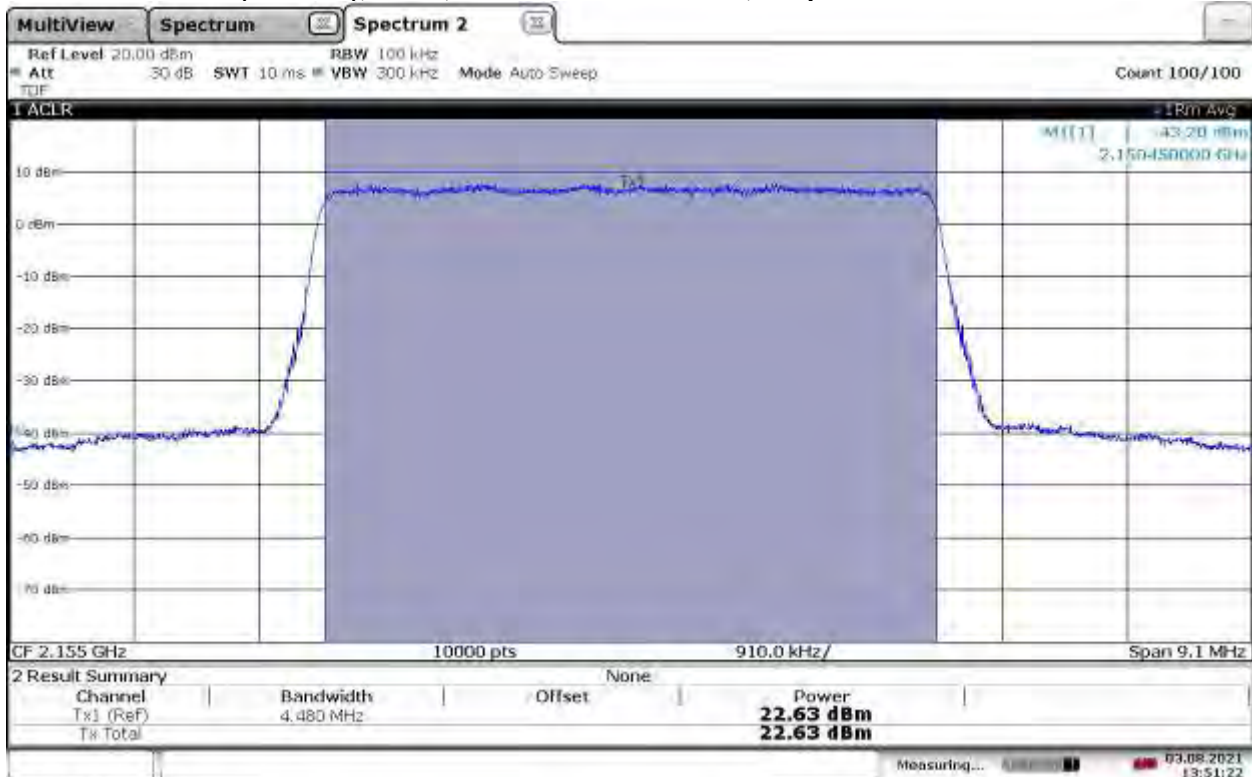 MultiView Spectrum Spectrum 2
Ref Level 20.00 dBm RBW 100 kHz
Att 30 dB SWT 10 ms VBW 300 kHz Mode Auto Sweep Count 100/100
TDF
1 ACLR 1Rm Avg
M1[1] -43.20 dBm
2.150450000 GHz
10 dBm
Tx1
0 dBm
-10 dBm
-20 dBm
-30 dBm
-40 dBm
-50 dBm
-60 dBm
-70 dBm
CF 2.155 GHz 10000 pts 910.0 kHz/ Span 9.1 MHz
2 Result Summary None
Channel Bandwidth Offset Power
Tx1 (Ref) 4.480 MHz 22.63 dBm
Tx Total 22.63 dBm
Measuring... 03.08.2021
13:51:22